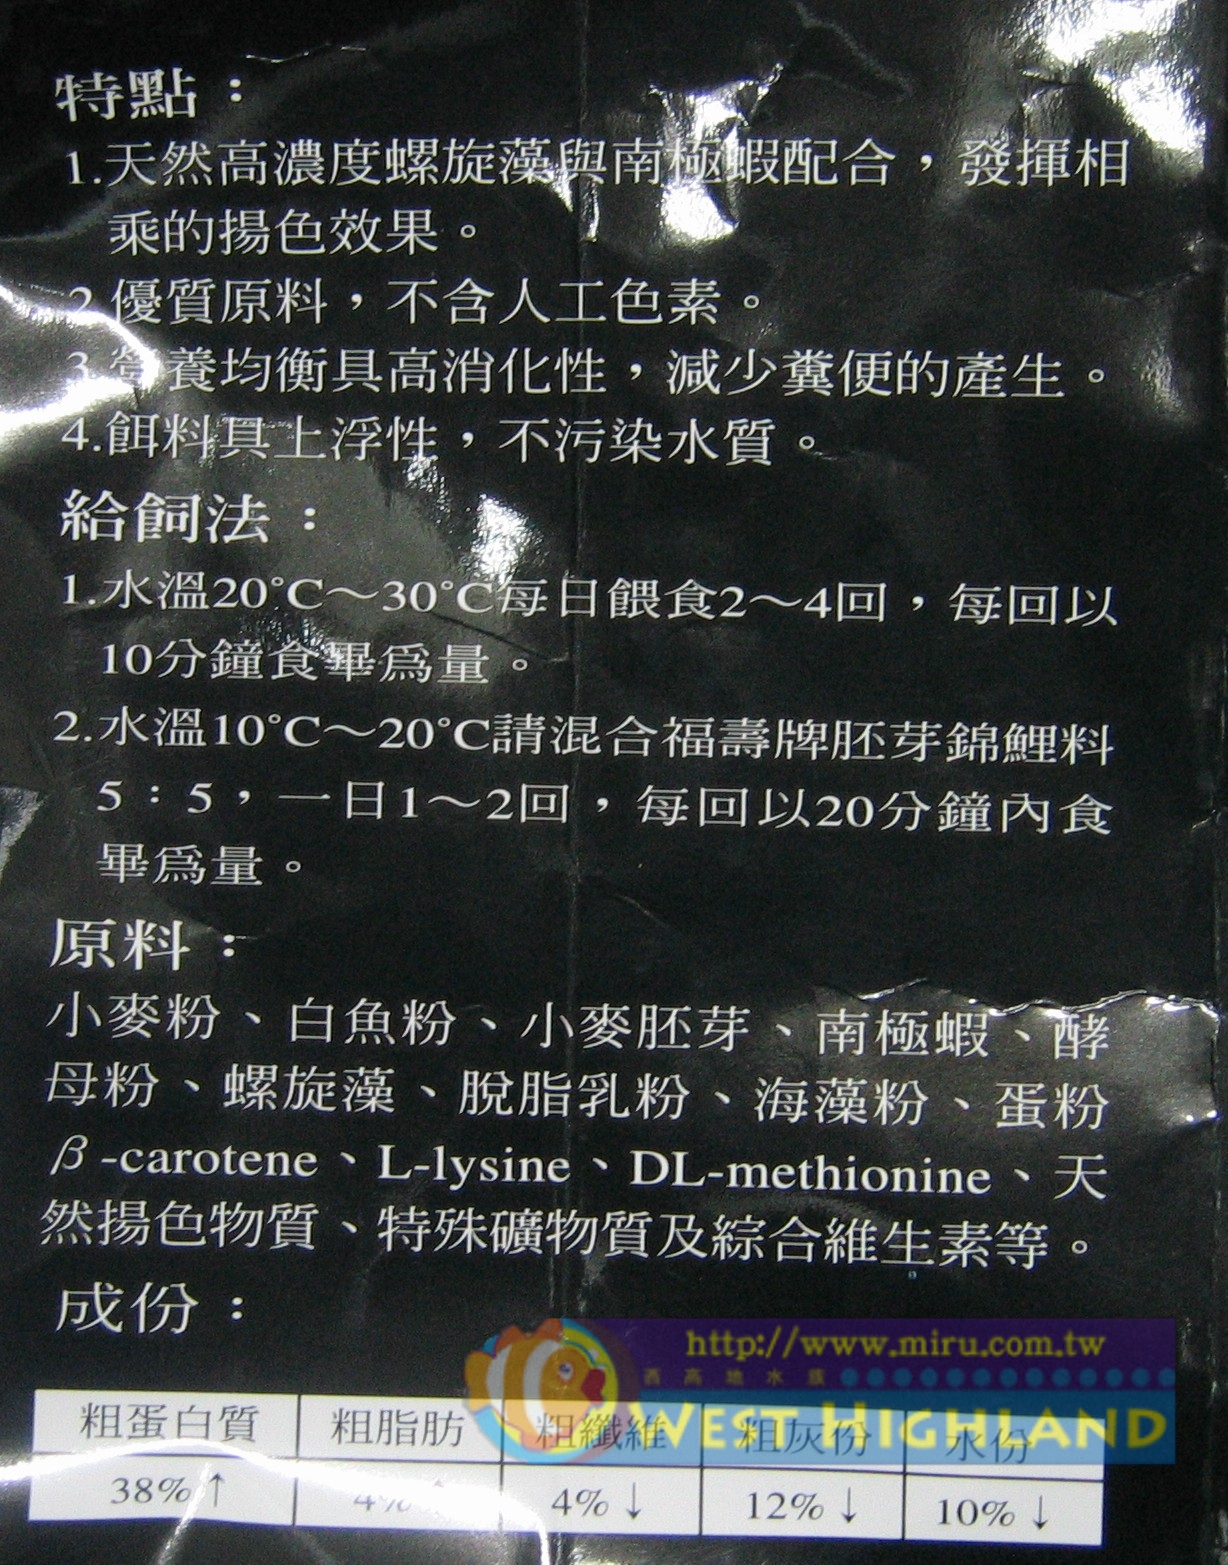 特點：
1.天然高濃度螺旋藻與南極蝦配合，發揮相
乘的揚色效果。
2.優質原料，不含人工色素。
3.營養均衡具高消化性，減少糞便的產生。
4.餌料具上浮性，不污染水質。
給飼法：
1.水溫20°C～30°C每日餵食2～4回，每回以
10分鐘食畢為量。
2.水溫10°C～20°C請混合福壽牌胚芽錦鯉料
5：5，一日1～2回，每回以20分鐘內食
畢為量。
原料：
小麥粉、白魚粉、小麥胚芽、南極蝦、酵
母粉、螺旋藻、脫脂乳粉、海藻粉、蛋粉
β-carotene、L-lysine、DL-methionine、天
然揚色物質、特殊礦物質及綜合維生素等。
成份：
http://www.miru.com.tw
西高地水族
WEST HIGHLAND
粗蛋白質 粗脂肪 粗纖維 粗灰份 水份
38%↑ 4%↑ 4%↓ 12%↓ 10%↓